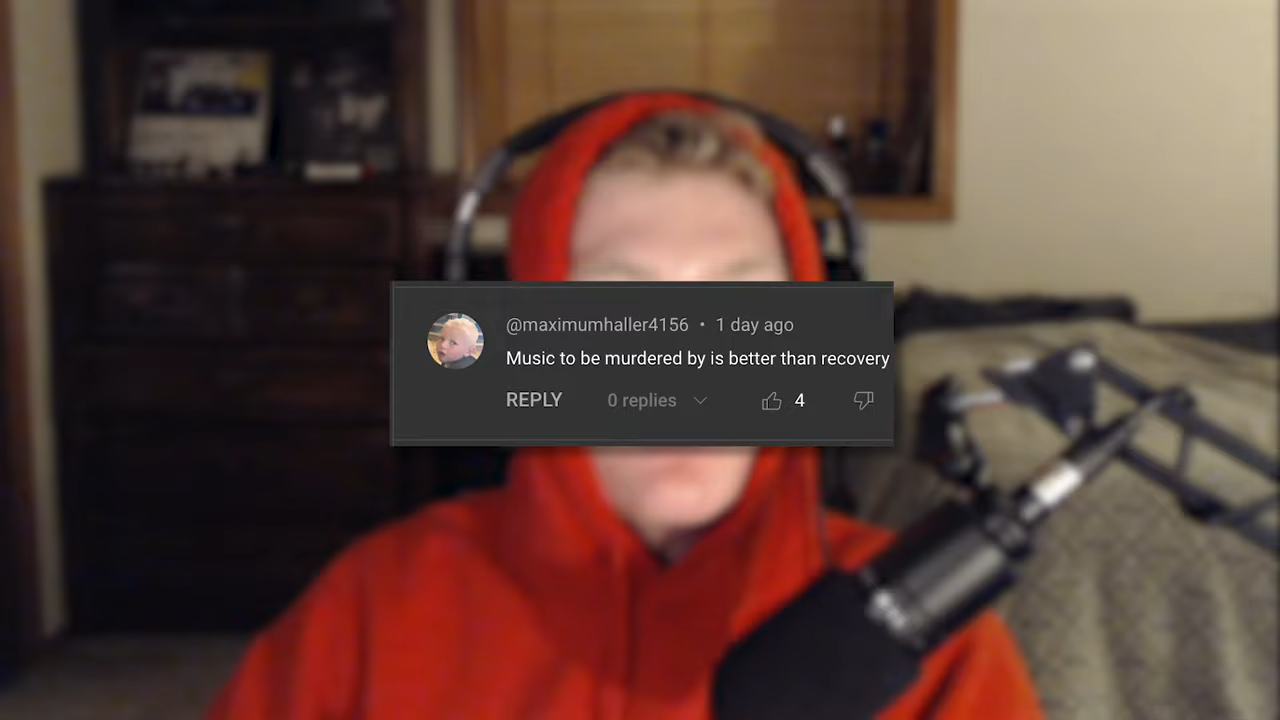 @maximumhaller4156 • 1 day ago
Music to be murdered by is better than recovery
REPLY 0 replies 4